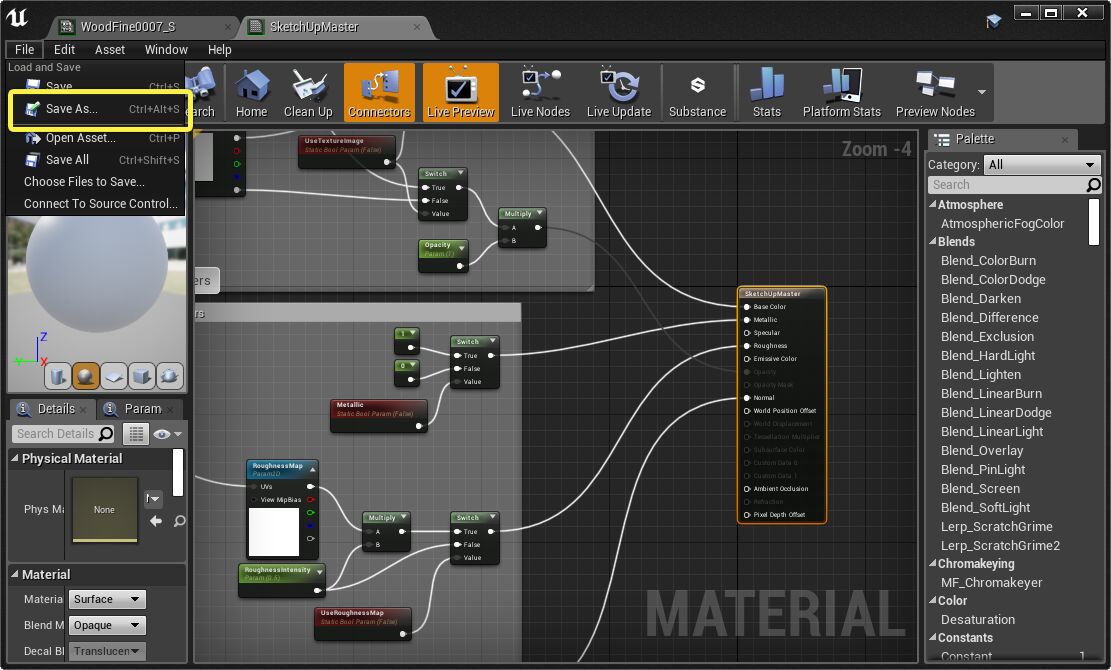 WoodFine0007_S
SketchUpMaster
File Edit Asset Window Help
Load and Save
Save Ctrl+S
Save As... Ctrl+Alt+S
Open Asset... Ctrl+P
Save All Ctrl+Shift+S
Choose Files to Save...
Connect To Source Control...
arch
Home
Clean Up
Connectors
Live Preview
Live Nodes
Live Update
Substance
Stats
Platform Stats
Preview Nodes
Zoom -4
UseTextureImage
Static Bool Param (False)
Switch
True
False
Value
Multiply
A
B
Opacity
Param (1)
ers
rs
1
0
Switch
True
False
Value
Metallic
Static Bool Param (False)
RoughnessMap
Param2D
UVs
View MipBias
Multiply
A
B
Switch
True
False
Value
RoughnessIntensity
Param (0.5)
UseRoughnessMap
Static Bool Param (False)
SketchUpMaster
Base Color
Metallic
Specular
Roughness
Emissive Color
Opacity
Opacity Mask
Normal
World Position Offset
World Displacement
Tessellation Multiplier
Subsurface Color
Custom Data 0
Custom Data 1
Ambient Occlusion
Refraction
Pixel Depth Offset
MATERIAL
Z
Y
X
Details
Param
Search Details
Physical Material
Phys Ma
None
Material
Materia Surface
Blend M Opaque
Decal Bl Translucen
Palette
Category: All
Search
Atmosphere
AtmosphericFogColor
Blends
Blend_ColorBurn
Blend_ColorDodge
Blend_Darken
Blend_Difference
Blend_Exclusion
Blend_HardLight
Blend_Lighten
Blend_LinearBurn
Blend_LinearDodge
Blend_LinearLight
Blend_Overlay
Blend_PinLight
Blend_Screen
Blend_SoftLight
Lerp_ScratchGrime
Lerp_ScratchGrime2
Chromakeying
MF_Chromakeyer
Color
Desaturation
Constants
Constant 1